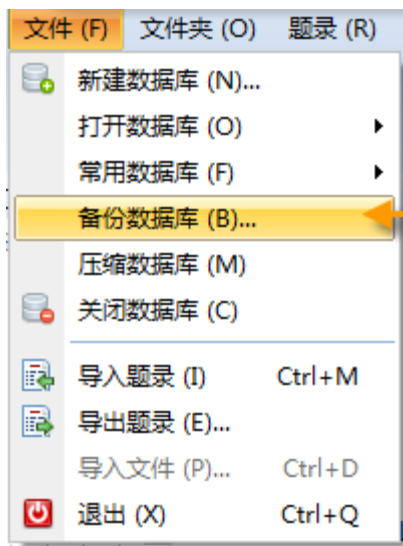 文件 (F) 文件夹 (O) 题录 (R)
新建数据库 (N)...
打开数据库 (O)
常用数据库 (F)
备份数据库 (B)...
压缩数据库 (M)
关闭数据库 (C)
导入题录 (I) Ctrl+M
导出题录 (E)...
导入文件 (P)... Ctrl+D
退出 (X) Ctrl+Q